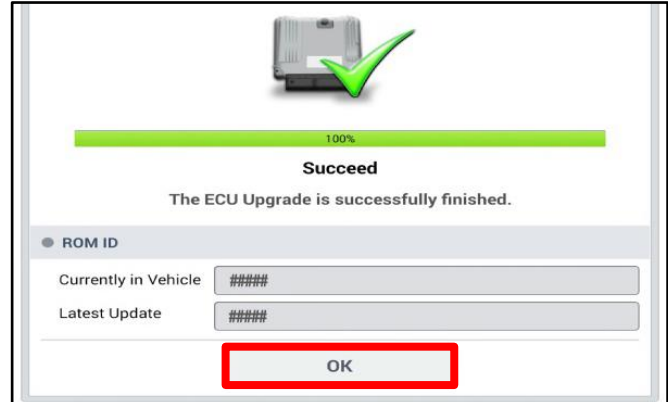 100%
Succeed
The ECU Upgrade is successfully finished.
ROM ID
Currently in Vehicle #####
Latest Update #####
OK